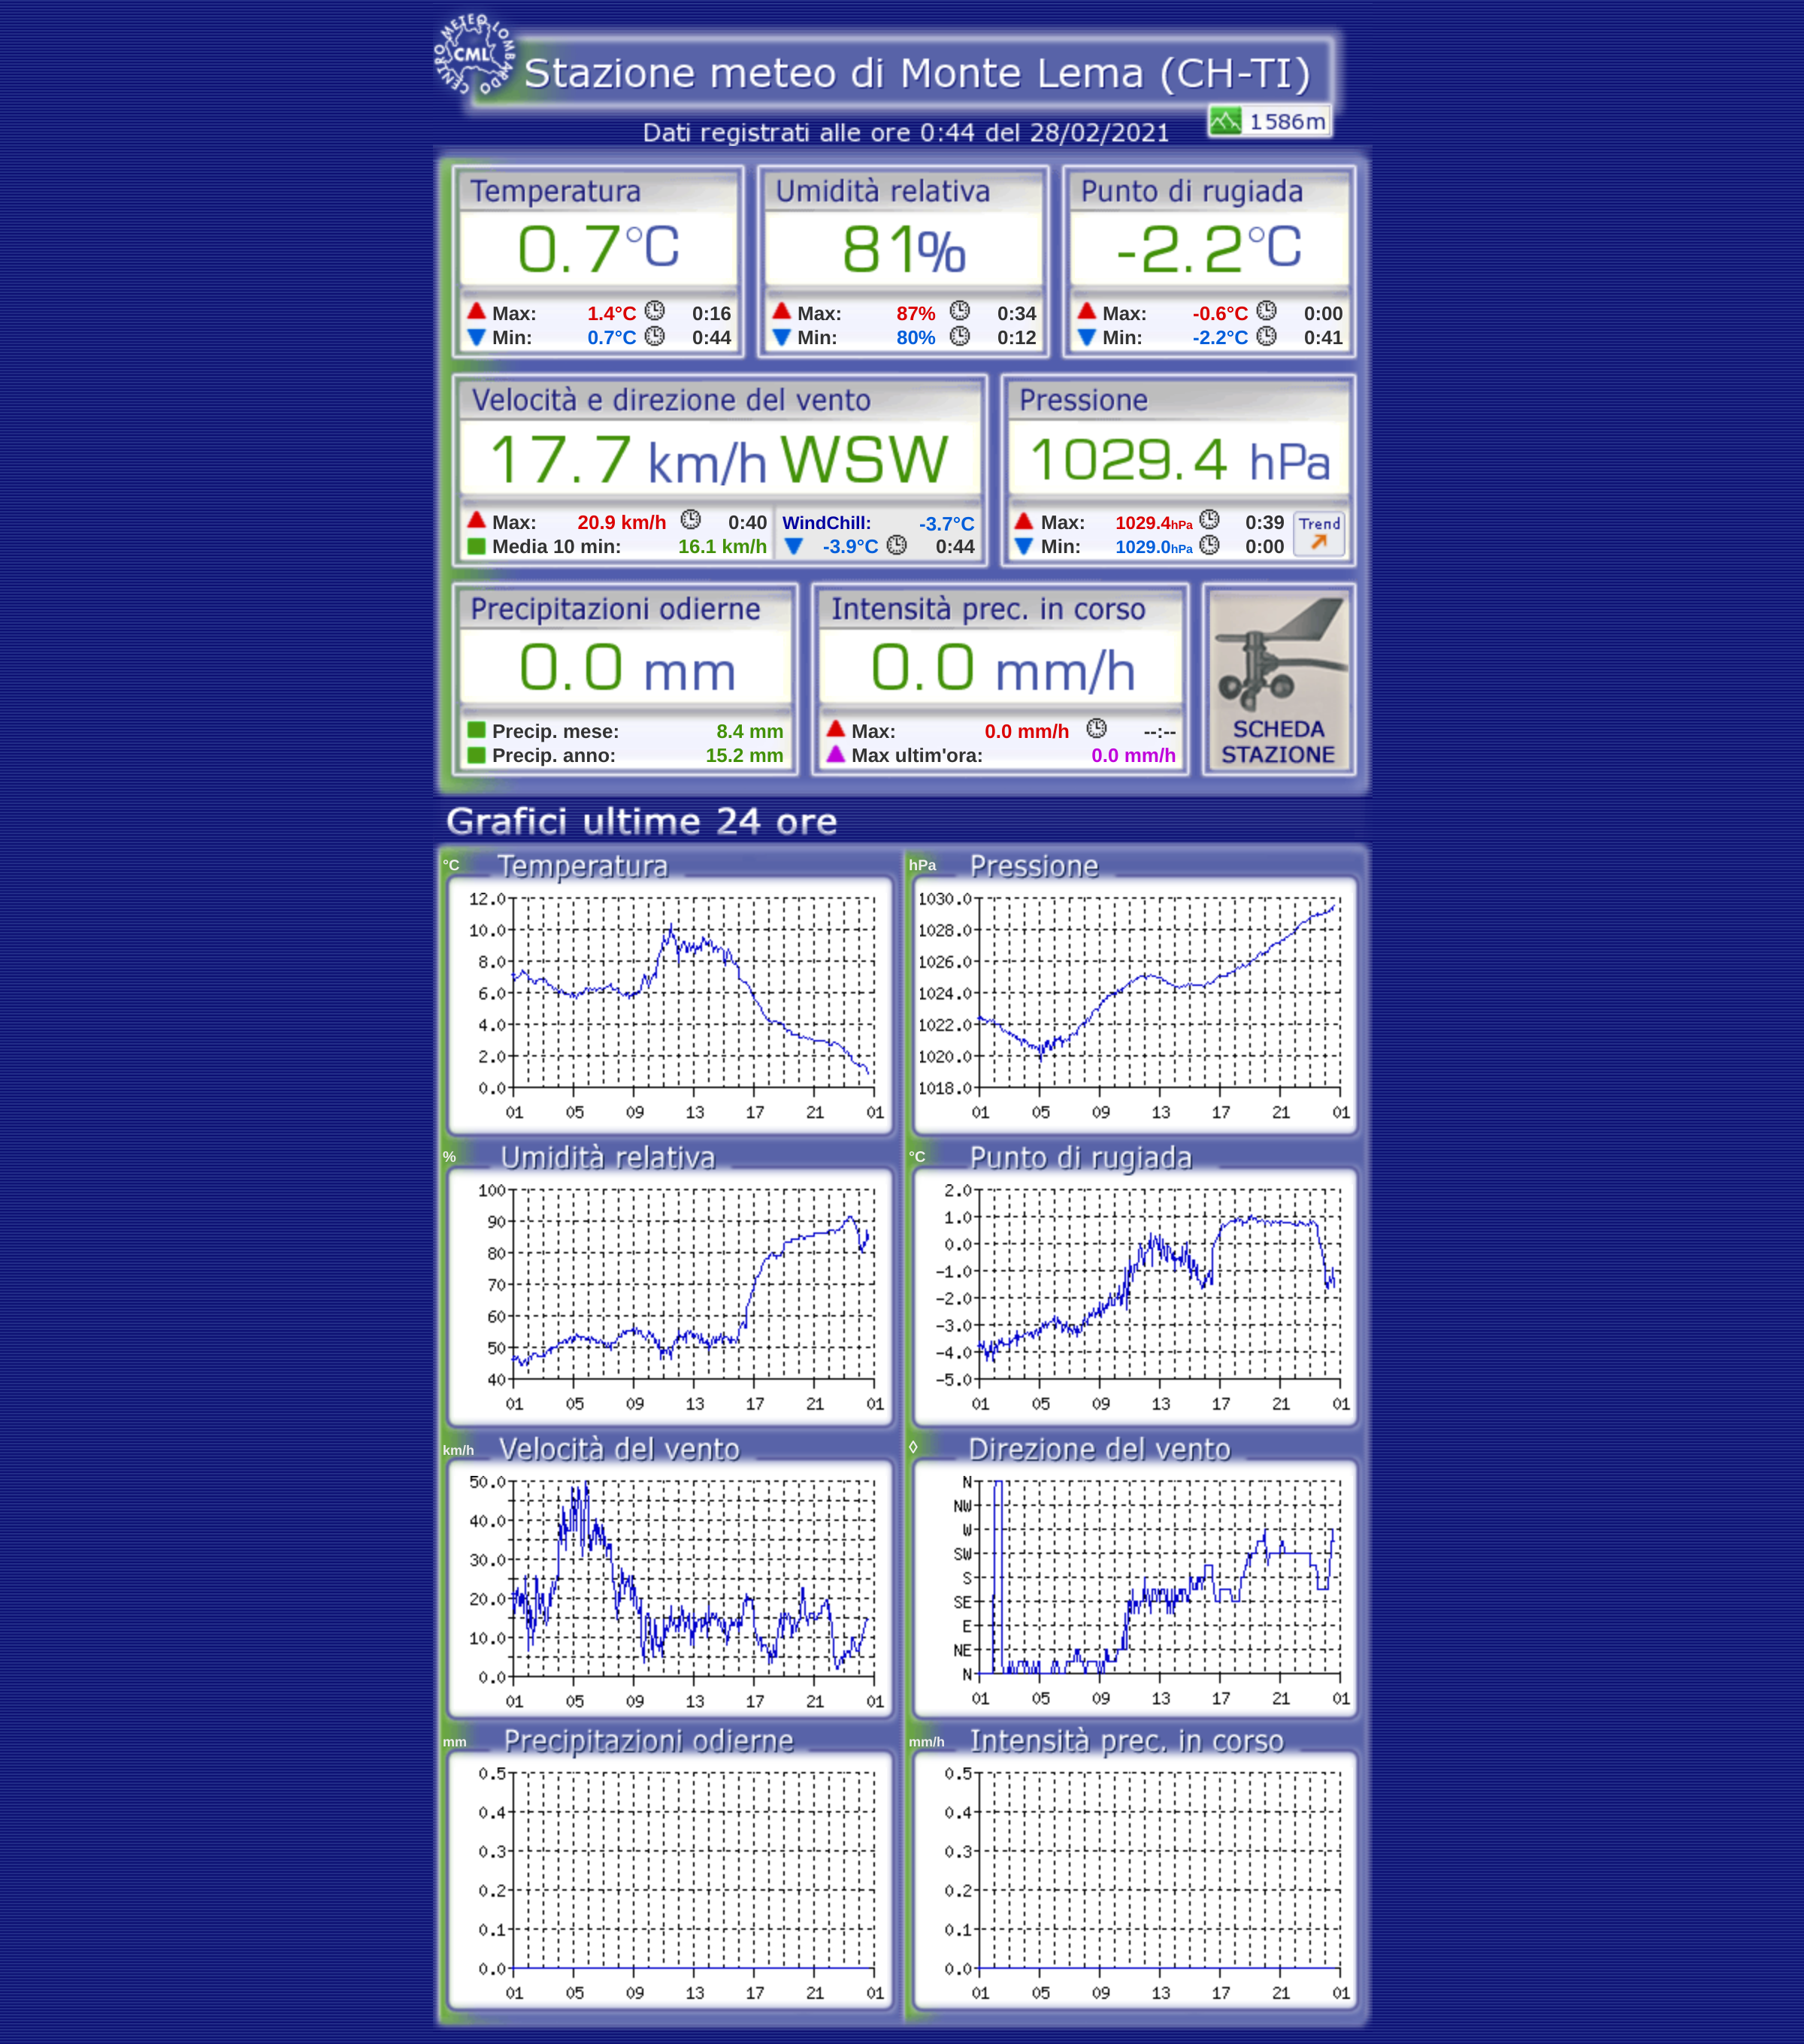 CENTRO METEO LOMBARDO
CML
Stazione meteo di Monte Lema (CH-TI)
1586m
Dati registrati alle ore 0:44 del 28/02/2021
Temperatura Umidità relativa Punto di rugiada
0.7°C 81% -2.2°C
Max: 1.4°C 0:16 Max: 87% 0:34 Max: -0.6°C 0:00
Min: 0.7°C 0:44 Min: 80% 0:12 Min: -2.2°C 0:41
Velocità e direzione del vento Pressione
17.7 km/h WSW 1029.4 hPa
Max: 20.9 km/h 0:40 WindChill: -3.7°C Max: 1029.4hPa 0:39 Trend
Media 10 min: 16.1 km/h -3.9°C 0:44 Min: 1029.0hPa 0:00
Precipitazioni odierne Intensità prec. in corso
0.0 mm 0.0 mm/h
Precip. mese: 8.4 mm Max: 0.0 mm/h --:-- SCHEDA
Precip. anno: 15.2 mm Max ultim'ora: 0.0 mm/h STAZIONE
Grafici ultime 24 ore
°C Temperatura
12.0
10.0
8.0
6.0
4.0
2.0
0.0
01 05 09 13 17 21 01
hPa Pressione
1030.0
1028.0
1026.0
1024.0
1022.0
1020.0
1018.0
01 05 09 13 17 21 01
% Umidità relativa
100
90
80
70
60
50
40
01 05 09 13 17 21 01
°C Punto di rugiada
2.0
1.0
0.0
-1.0
-2.0
-3.0
-4.0
-5.0
01 05 09 13 17 21 01
km/h Velocità del vento
50.0
40.0
30.0
20.0
10.0
0.0
01 05 09 13 17 21 01
◊ Direzione del vento
N
NW
W
SW
S
SE
E
NE
N
01 05 09 13 17 21 01
mm Precipitazioni odierne
0.5
0.4
0.3
0.2
0.1
0.0
01 05 09 13 17 21 01
mm/h Intensità prec. in corso
0.5
0.4
0.3
0.2
0.1
0.0
01 05 09 13 17 21 01